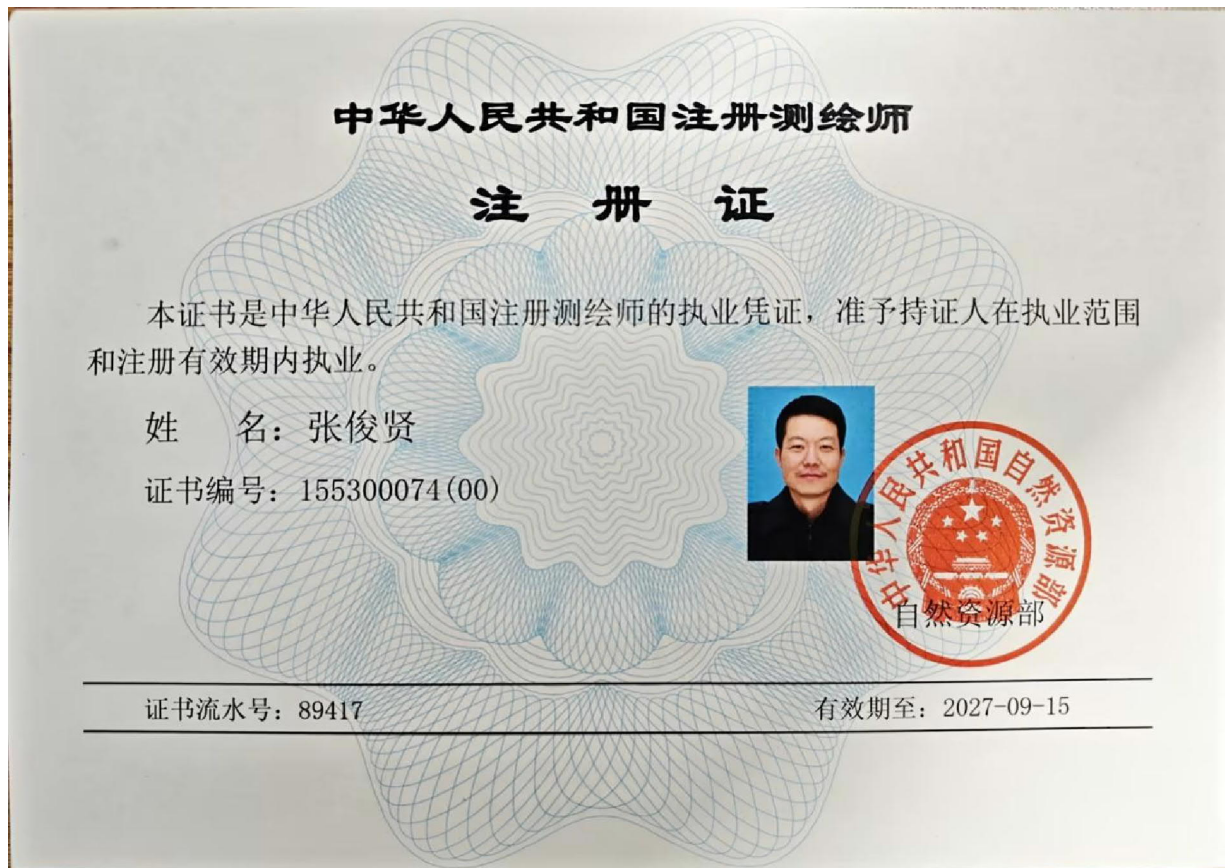 中华人民共和国注册测绘师
注 册 证
本证书是中华人民共和国注册测绘师的执业凭证，准予持证人在执业范围
和注册有效期内执业。
姓 名：张俊贤
证书编号：155300074(00)
中华人民共和国自然资源部
自然资源部
证书流水号：89417
有效期至：2027-09-15